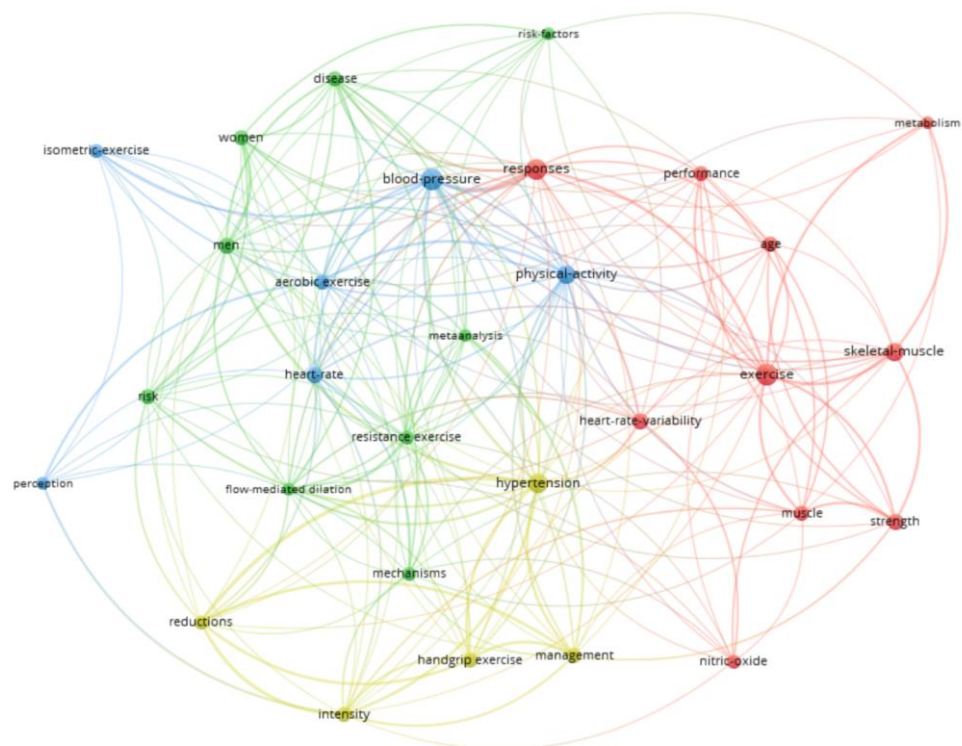 risk-factors
disease
metabolism
women
isometric-exercise
blood-pressure
responses
performance
men
age
aerobic exercise
physical-activity
metaanalysis
skeletal-muscle
heart-rate
exercise
risk
heart-rate-variability
resistance exercise
perception
flow-mediated dilation
hypertension
muscle
strength
mechanisms
reductions
handgrip exercise
management
nitric-oxide
intensity